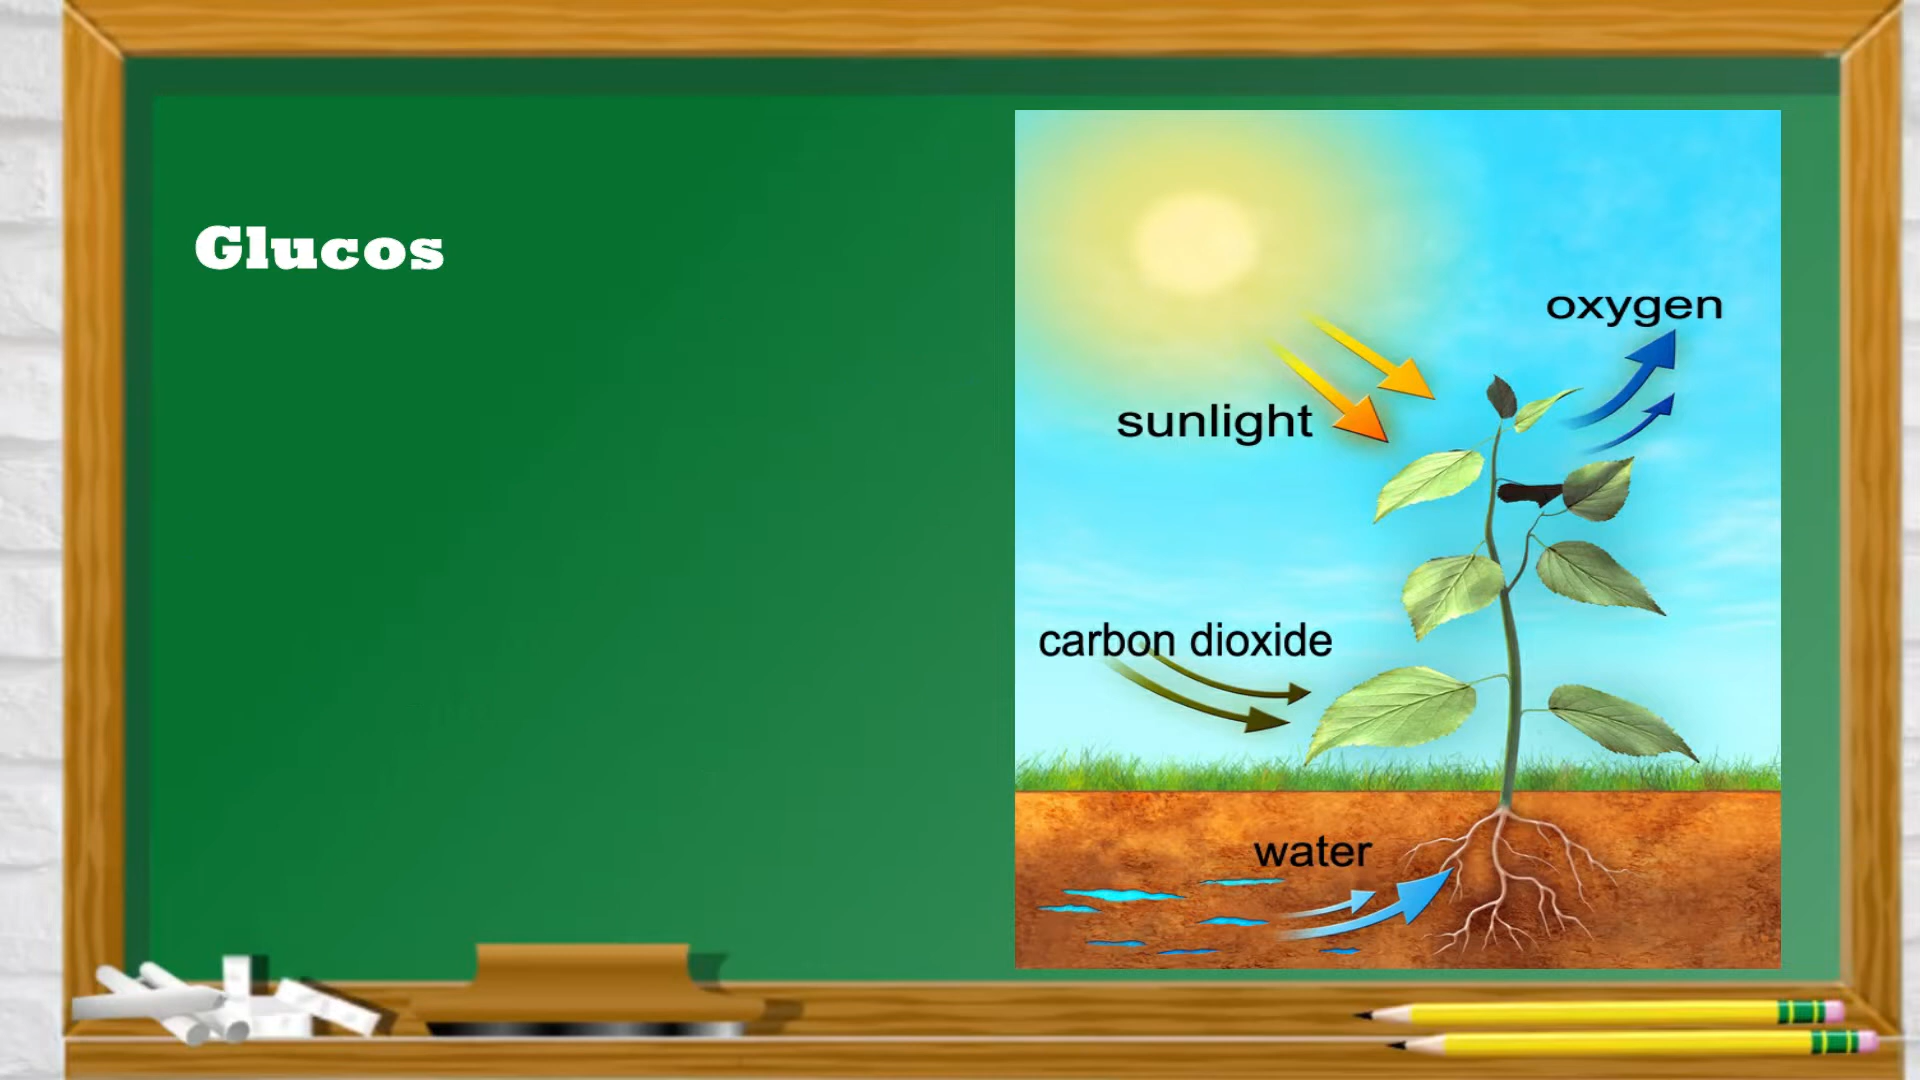 Glucos
oxygen
sunlight
carbon dioxide
water